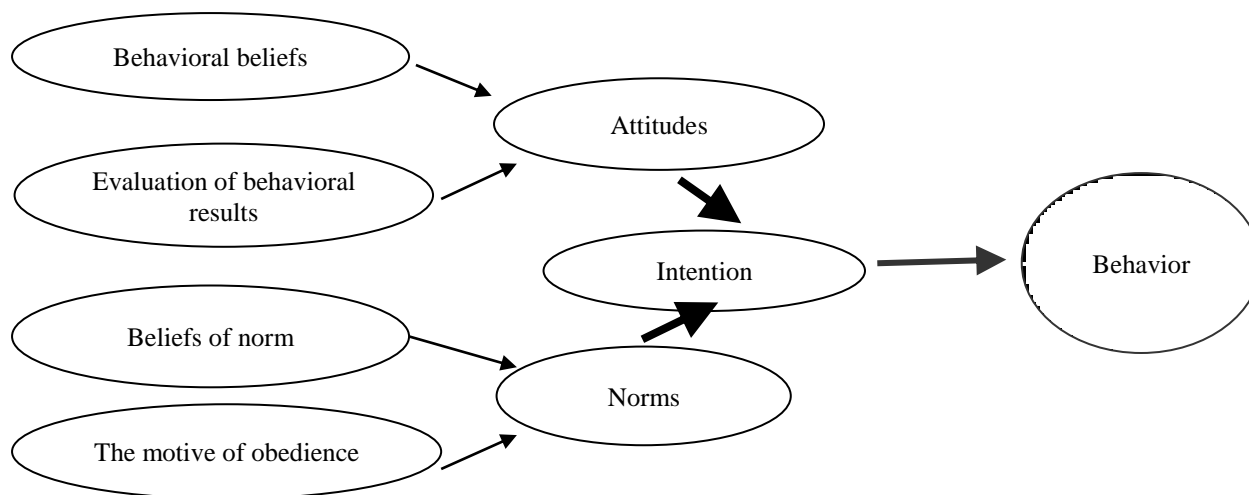 Behavioral beliefs
Attitudes
Evaluation of behavioral
results
Intention
Behavior
Beliefs of norm
Norms
The motive of obedience